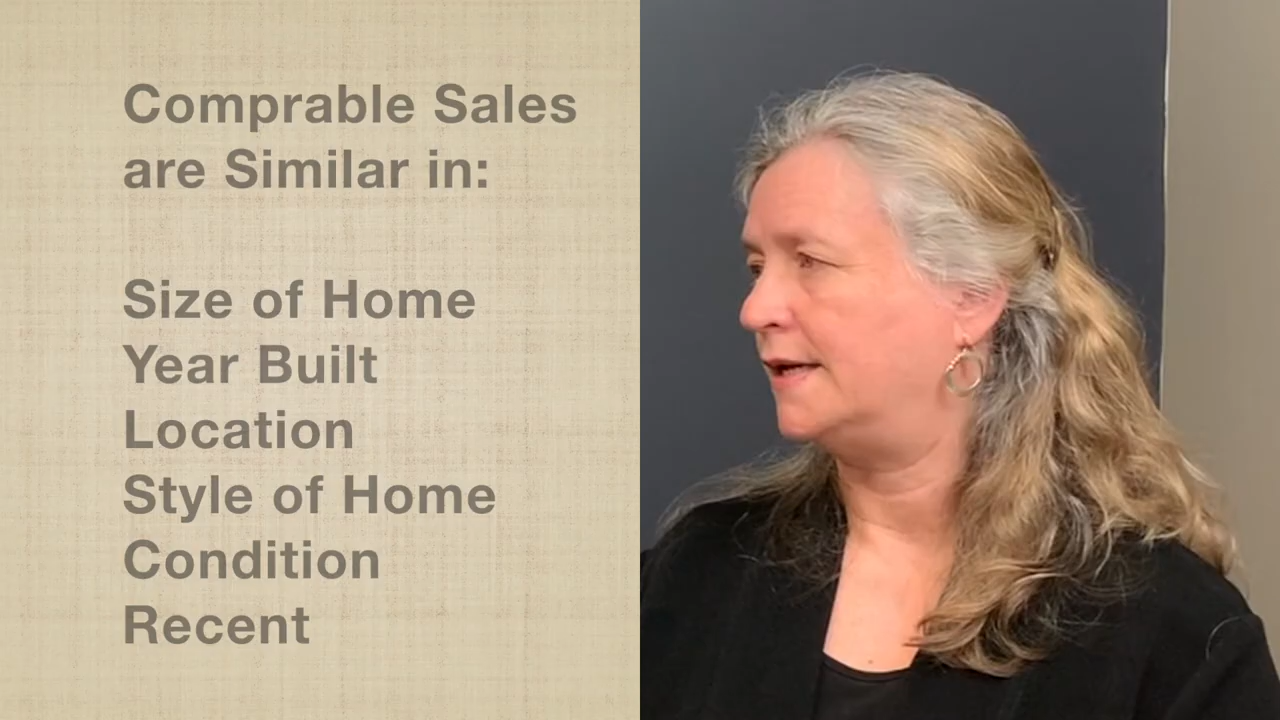 Comprable Sales
are Similar in:
Size of Home
Year Built
Location
Style of Home
Condition
Recent